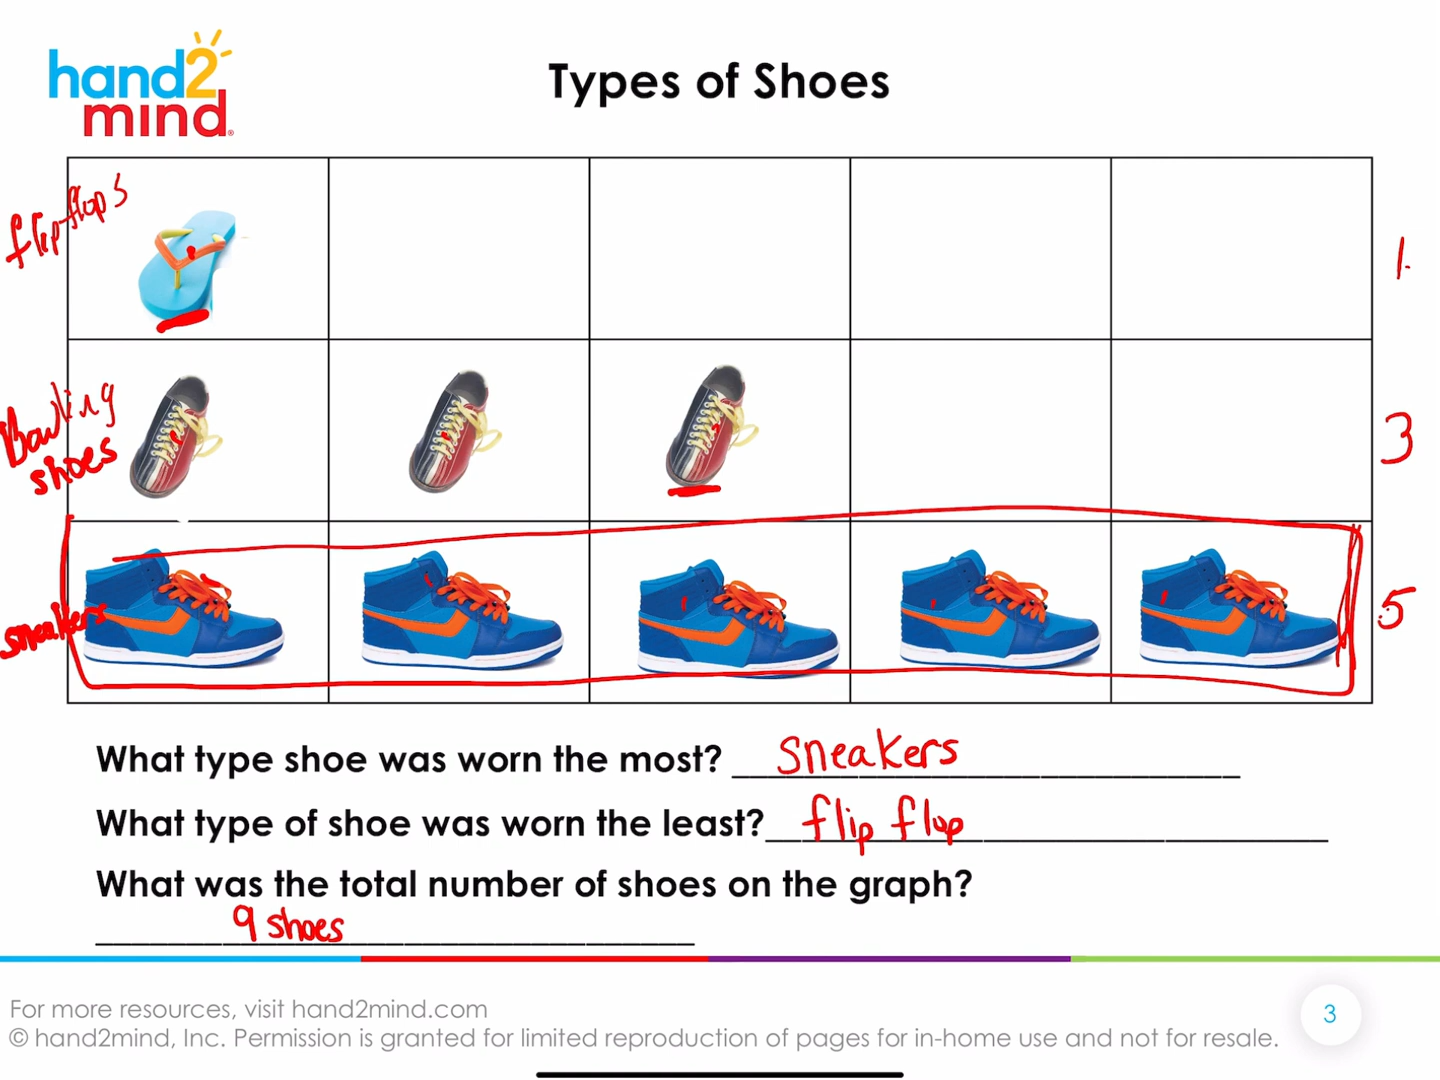 hand2
mind®
Types of Shoes
flipflops
1.
Bowling
shoes
3
sneakers
5
What type shoe was worn the most? sneakers
What type of shoe was worn the least? flip flop
What was the total number of shoes on the graph?
9 shoes
For more resources, visit hand2mind.com
© hand2mind, Inc. Permission is granted for limited reproduction of pages for in-home use and not for resale.
3